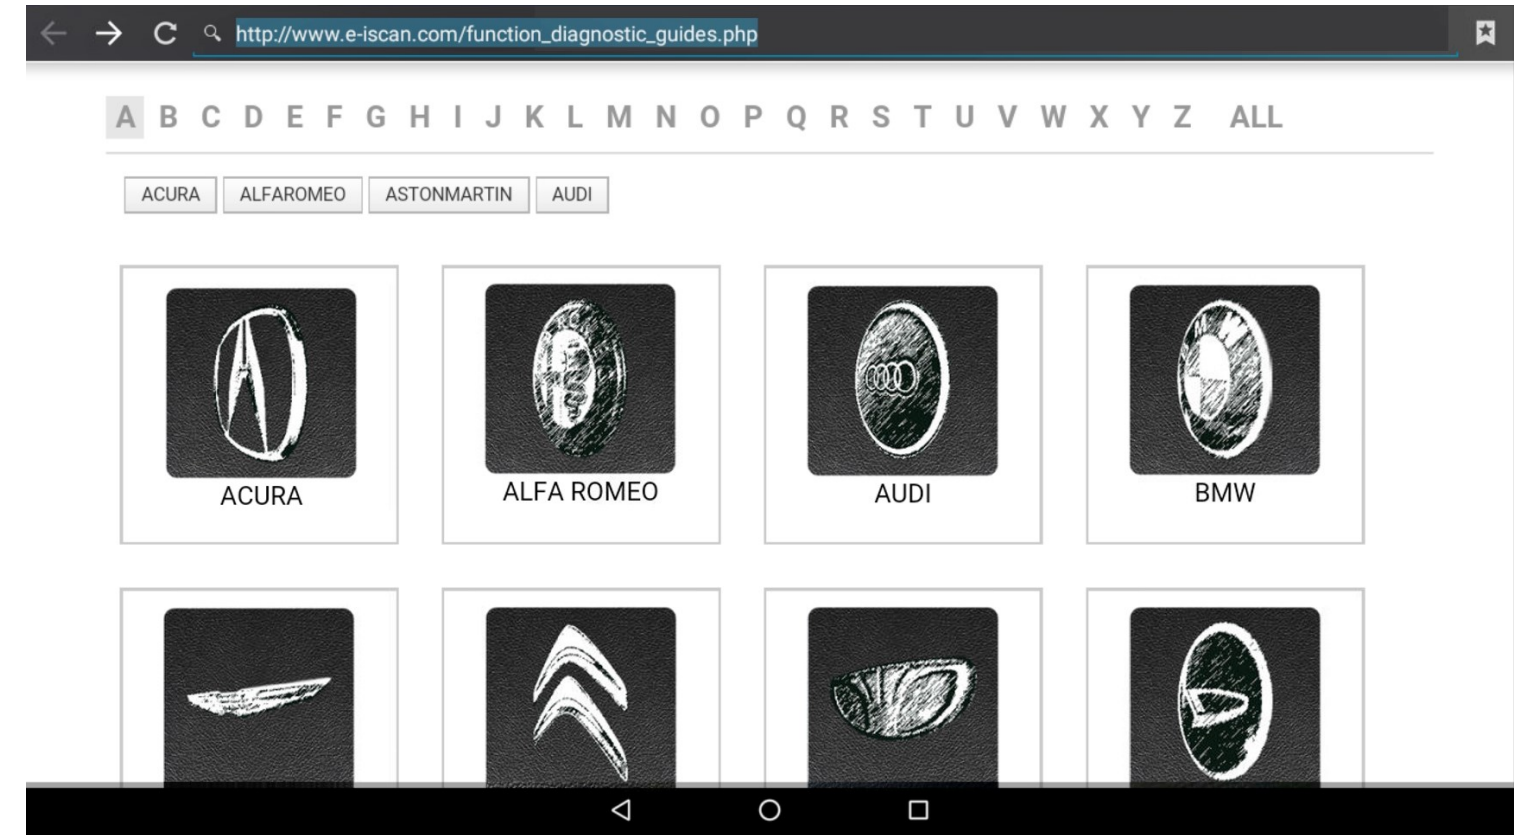 http://www.e-iscan.com/function_diagnostic_guides.php
A B C D E F G H I J K L M N O P Q R S T U V W X Y Z ALL
ACURA ALFAROMEO ASTONMARTIN AUDI
ACURA ALFA ROMEO AUDI BMW